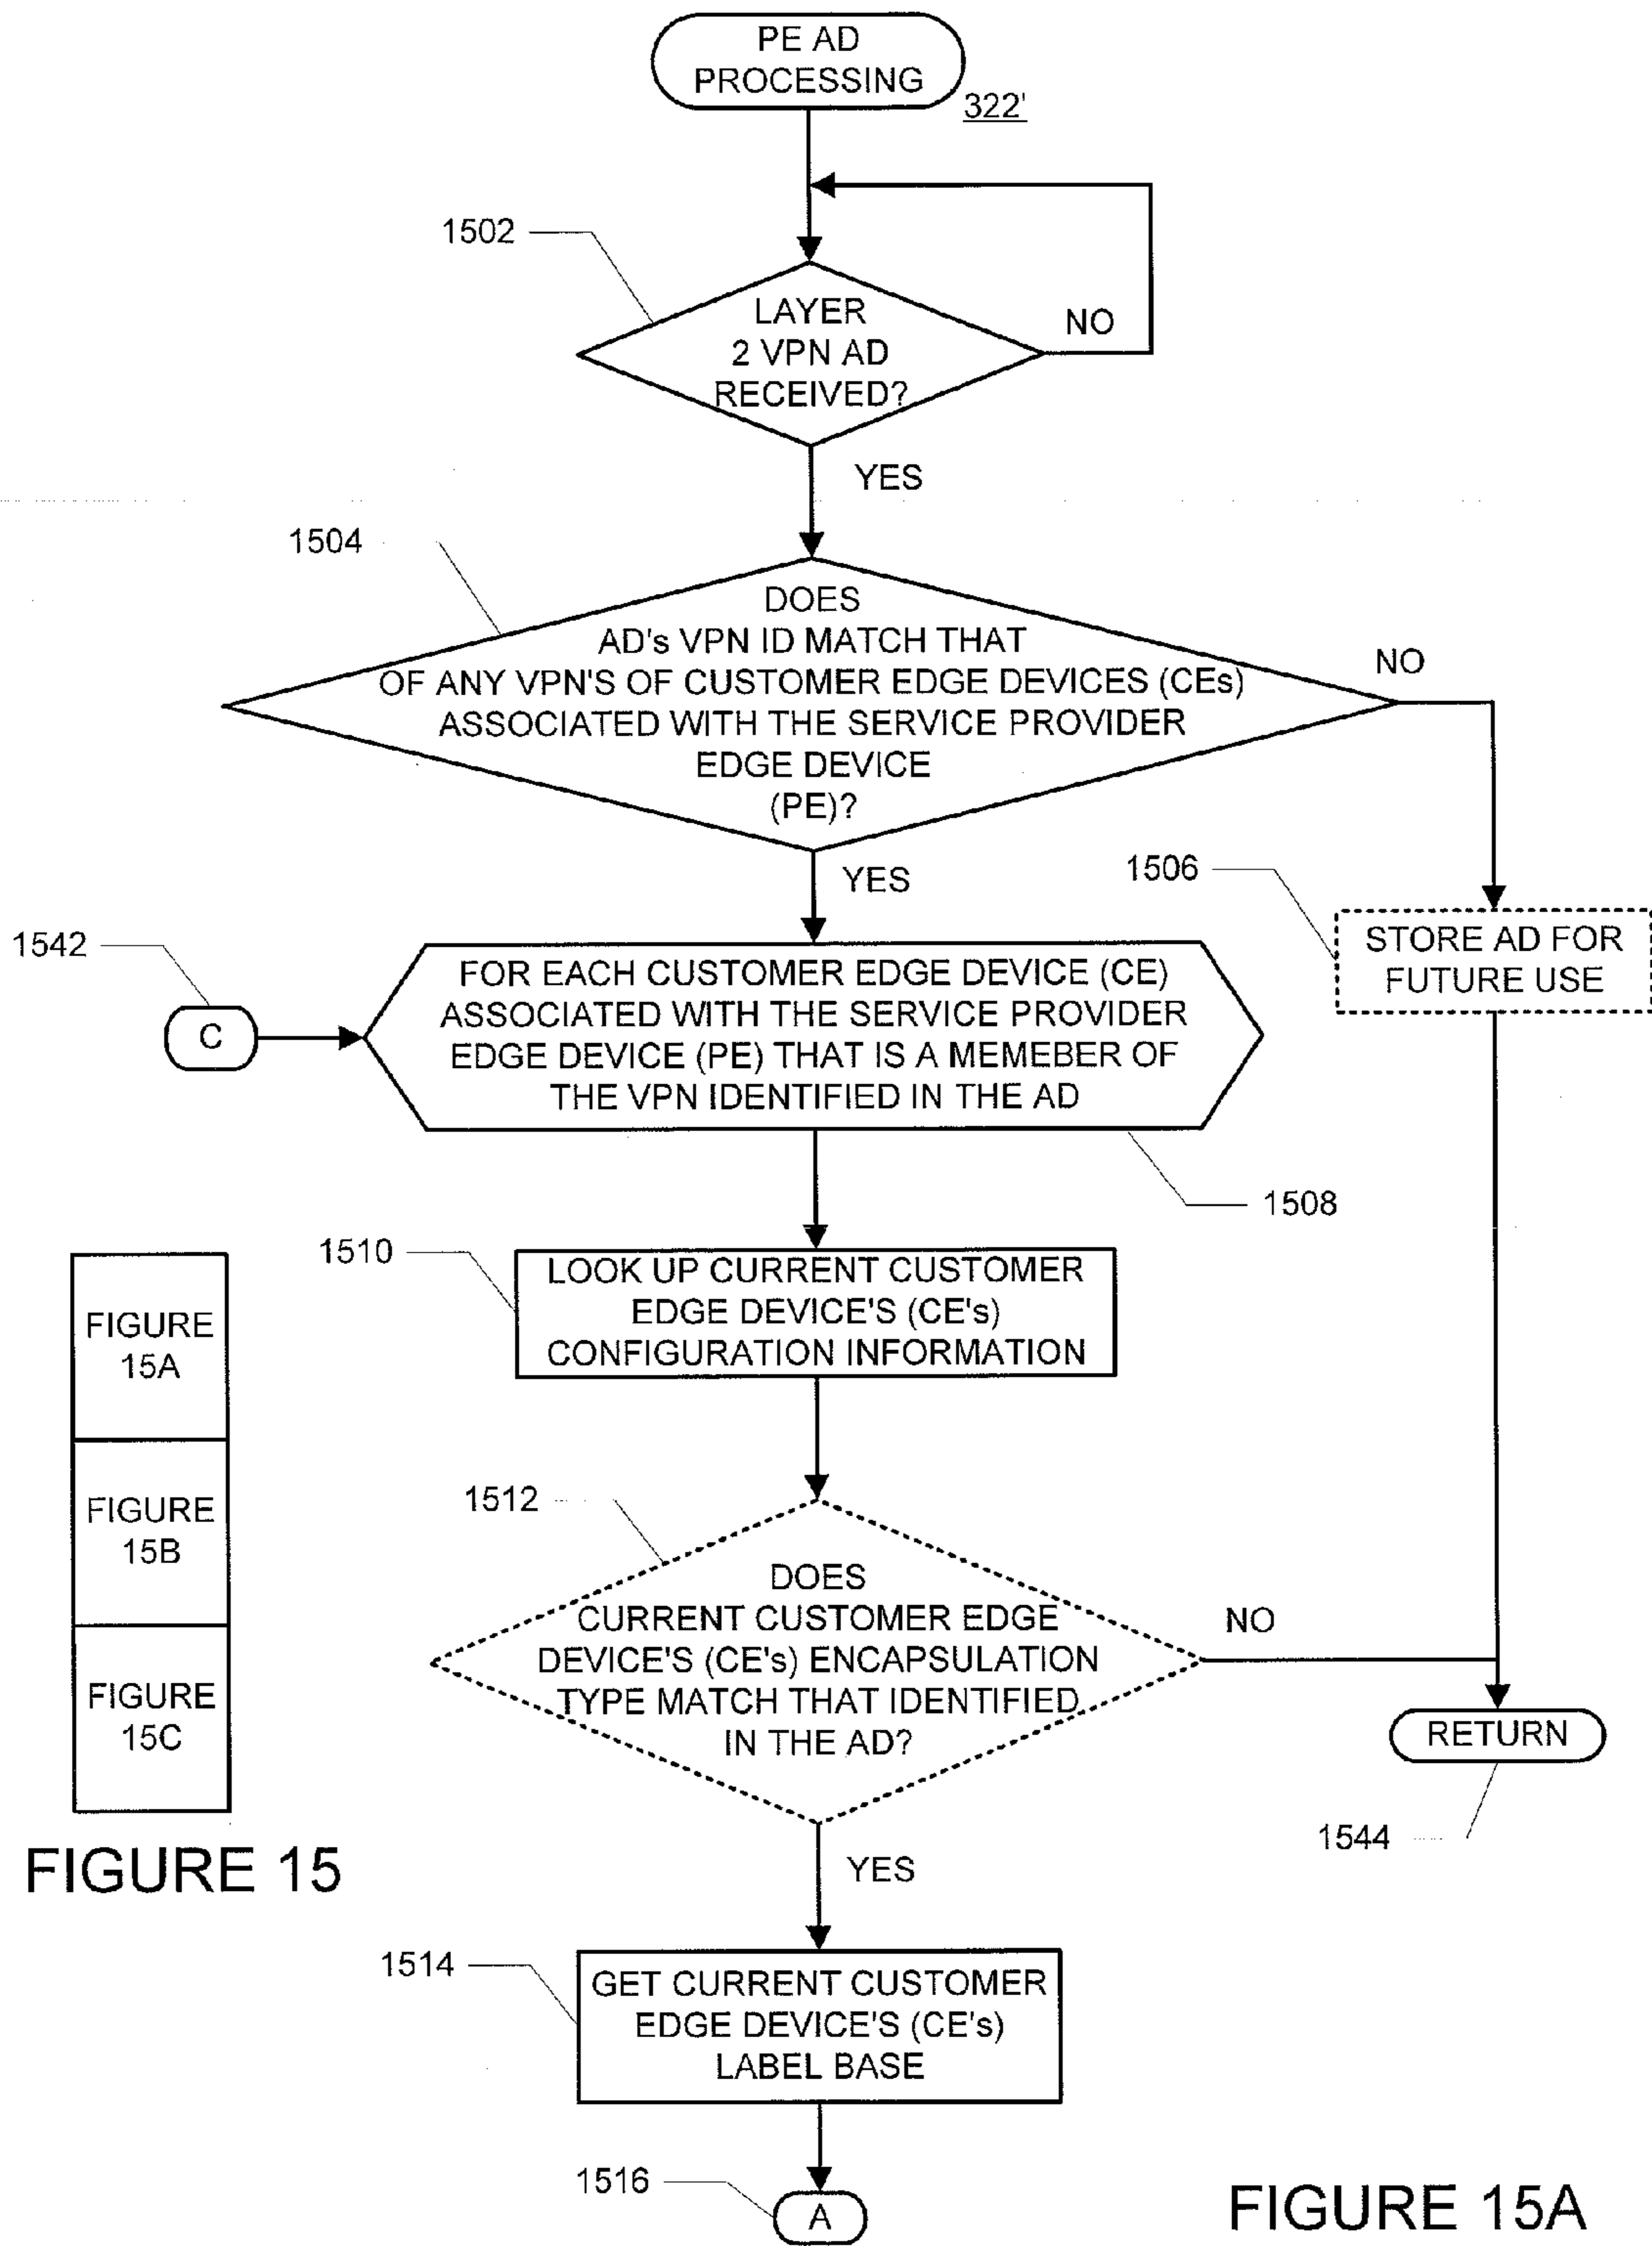 PE AD
PROCESSING
322'
1502
LAYER
2 VPN AD
RECEIVED?
NO
YES
1504
DOES
AD's VPN ID MATCH THAT
OF ANY VPN'S OF CUSTOMER EDGE DEVICES (CEs)
ASSOCIATED WITH THE SERVICE PROVIDER
EDGE DEVICE
(PE)?
NO
YES
1506
STORE AD FOR
FUTURE USE
1542
C
FOR EACH CUSTOMER EDGE DEVICE (CE)
ASSOCIATED WITH THE SERVICE PROVIDER
EDGE DEVICE (PE) THAT IS A MEMEBER OF
THE VPN IDENTIFIED IN THE AD
1508
1510
LOOK UP CURRENT CUSTOMER
EDGE DEVICE'S (CE's)
CONFIGURATION INFORMATION
FIGURE
15A
FIGURE
15B
FIGURE
15C
FIGURE 15
1512
DOES
CURRENT CUSTOMER EDGE
DEVICE'S (CE's) ENCAPSULATION
TYPE MATCH THAT IDENTIFIED
IN THE AD?
NO
RETURN
1544
YES
1514
GET CURRENT CUSTOMER
EDGE DEVICE'S (CE's)
LABEL BASE
1516
A
FIGURE 15A